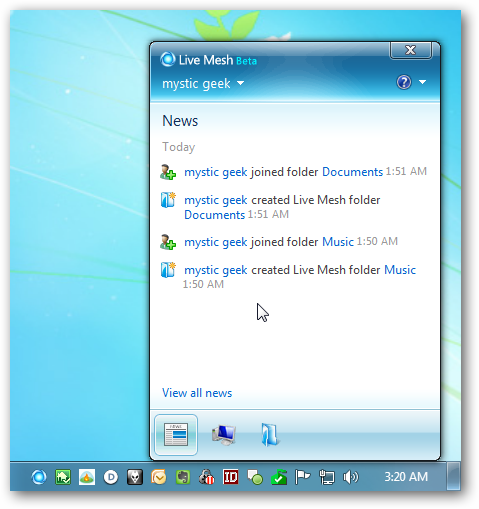 Live Mesh Beta
mystic geek
?
News
Today
mystic geek joined folder Documents 1:51 AM
mystic geek created Live Mesh folder
Documents 1:51 AM
mystic geek joined folder Music 1:50 AM
mystic geek created Live Mesh folder Music
1:50 AM
View all news
NEWS
D
ID
3:20 AM